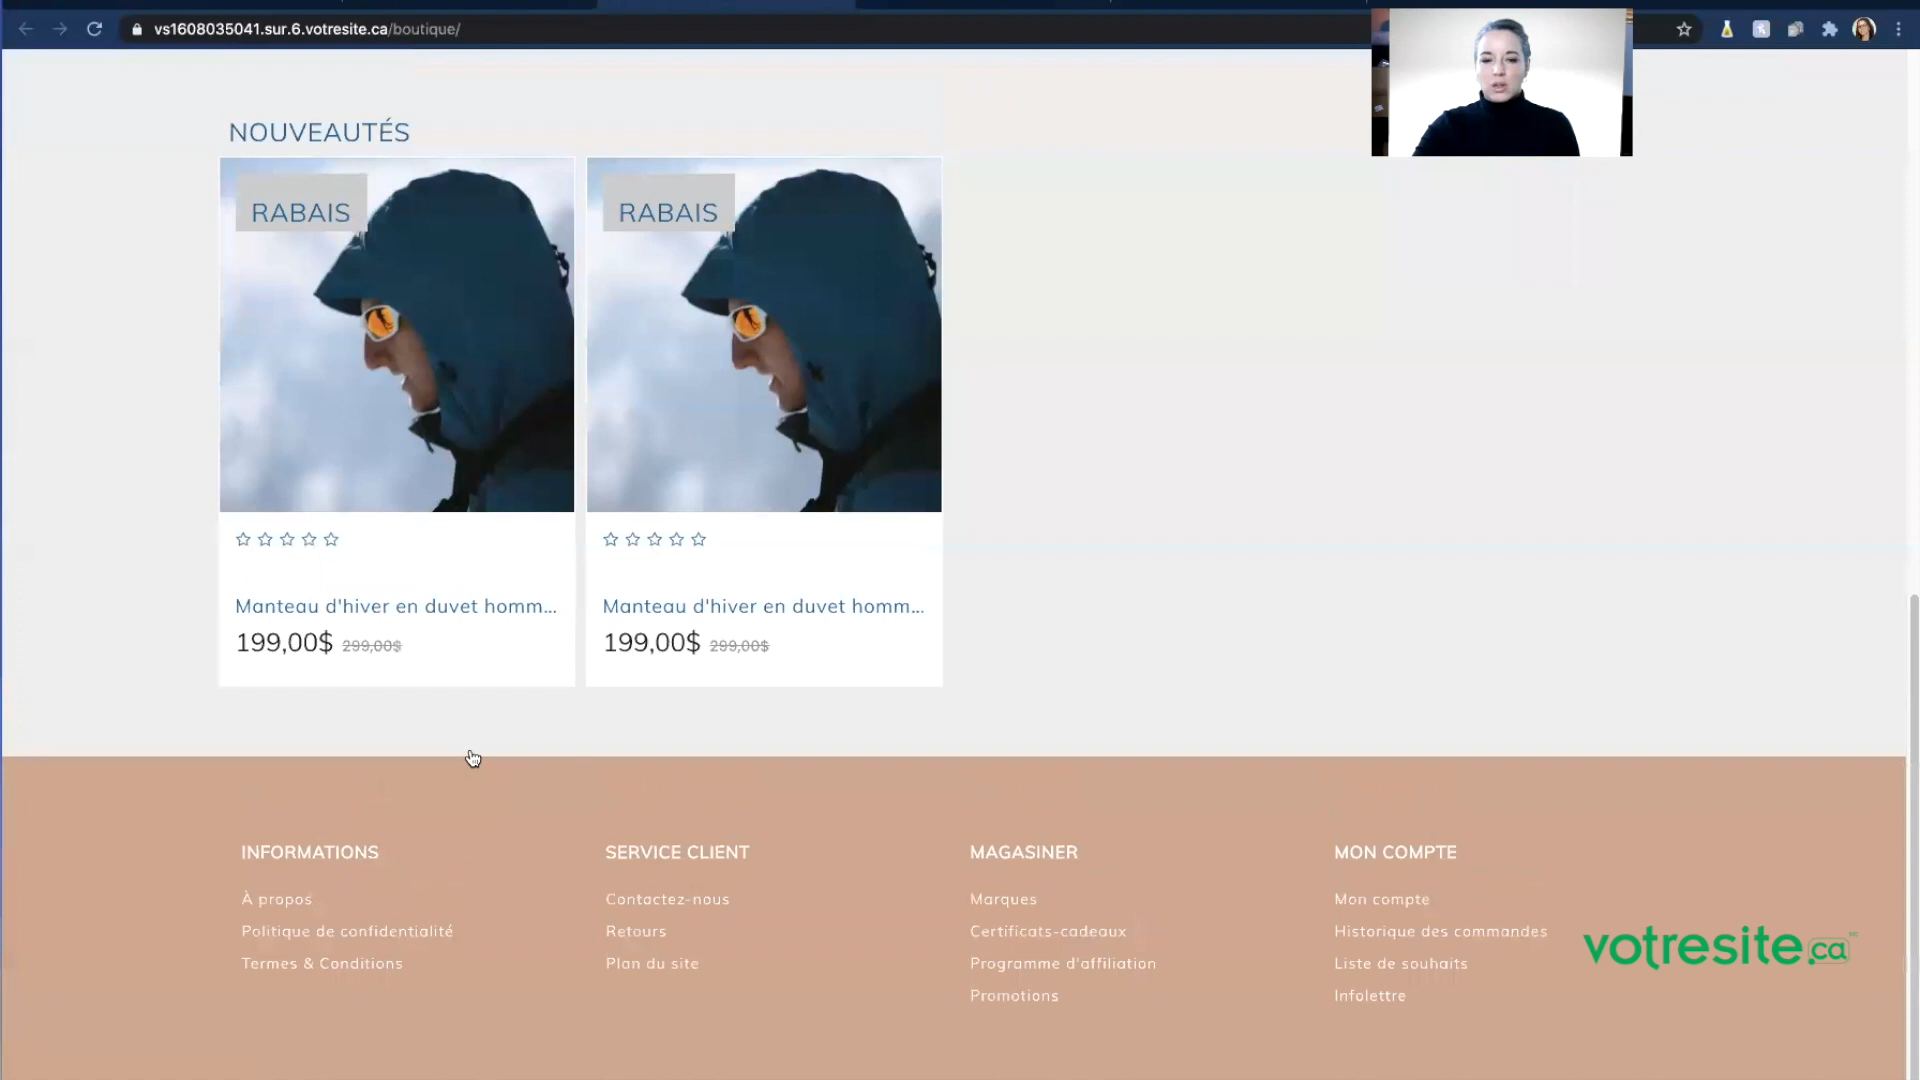 vs1608035041.sur.6.votresite.ca/boutique/
NOUVEAUTÉS
RABAIS
RABAIS
Manteau d'hiver en duvet homm...
199,00$ 299,00$
Manteau d'hiver en duvet homm...
199,00$ 299,00$
INFORMATIONS
À propos
Politique de confidentialité
Termes & Conditions
SERVICE CLIENT
Contactez-nous
Retours
Plan du site
MAGASINER
Marques
Certificats-cadeaux
Programme d'affiliation
Promotions
MON COMPTE
Mon compte
Historique des commandes
Liste de souhaits
Infolettre
votresite.ca